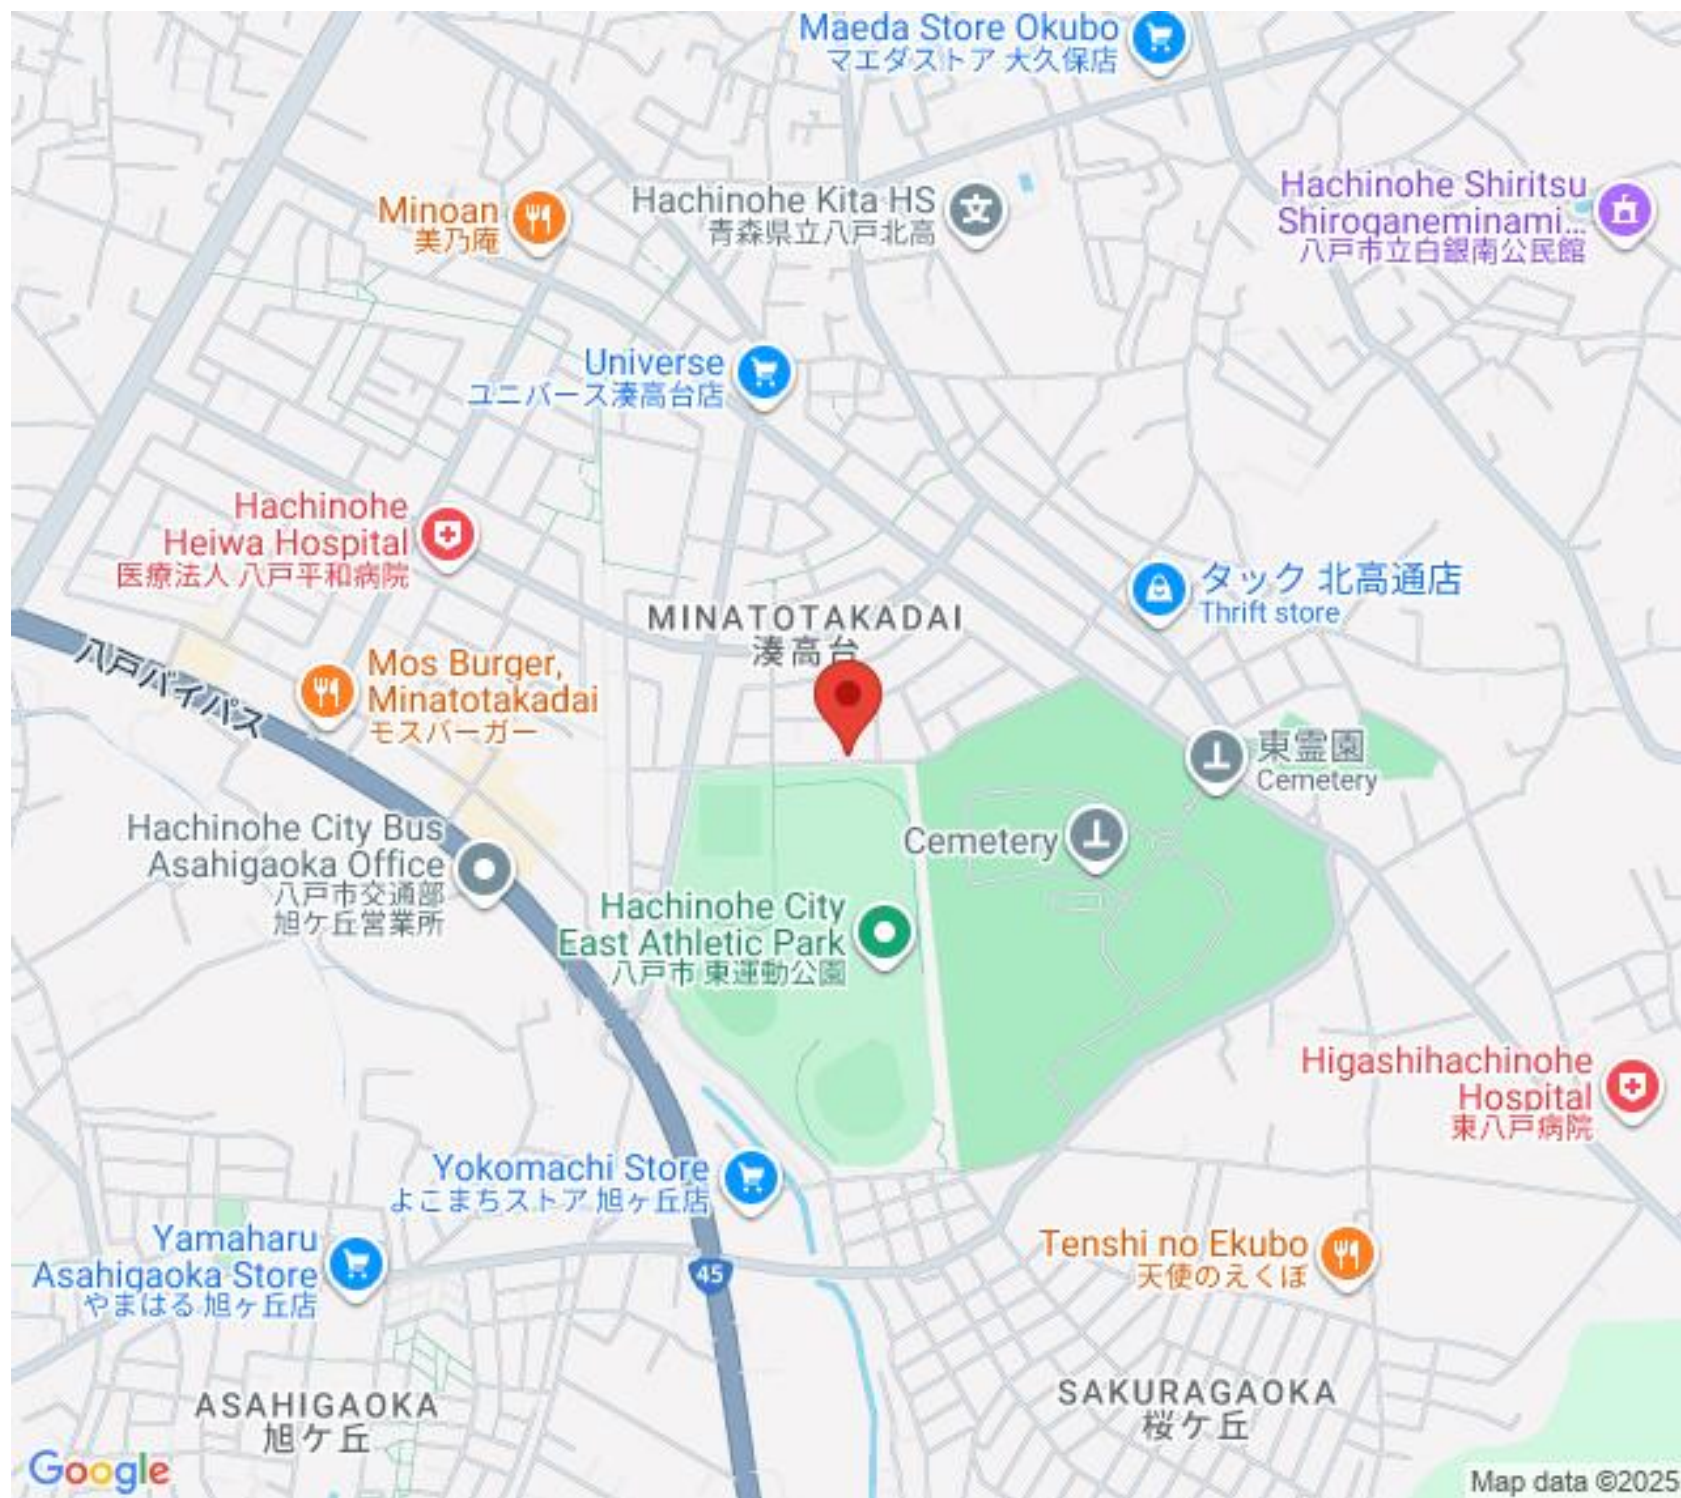 Maeda Store Okubo
マエダストア 大久保店
Minoan
美乃庵
Hachinohe Kita HS
青森県立八戸北高
Hachinohe Shiritsu
Shiroganeminami...
八戸市立白銀南公民館
Universe
ユニバース湊高台店
Hachinohe
Heiwa Hospital
医療法人 八戸平和病院
タック 北高通店
Thrift store
MINATOTAKADAI
湊高台
八戸バイパス
Mos Burger,
Minatotakadai
モスバーガー
東霊園
Cemetery
Hachinohe City Bus
Asahigaoka Office
八戸市交通部
旭ケ丘営業所
Cemetery
Hachinohe City
East Athletic Park
八戸市 東運動公園
Higashihachinohe
Hospital
東八戸病院
Yokomachi Store
よこまちストア 旭ヶ丘店
Yamaharu
Asahigaoka Store
やまはる 旭ヶ丘店
45
Tenshi no Ekubo
天使のえくぼ
ASAHIGAOKA
旭ケ丘
SAKURAGAOKA
桜ケ丘
Google
Map data ©2025